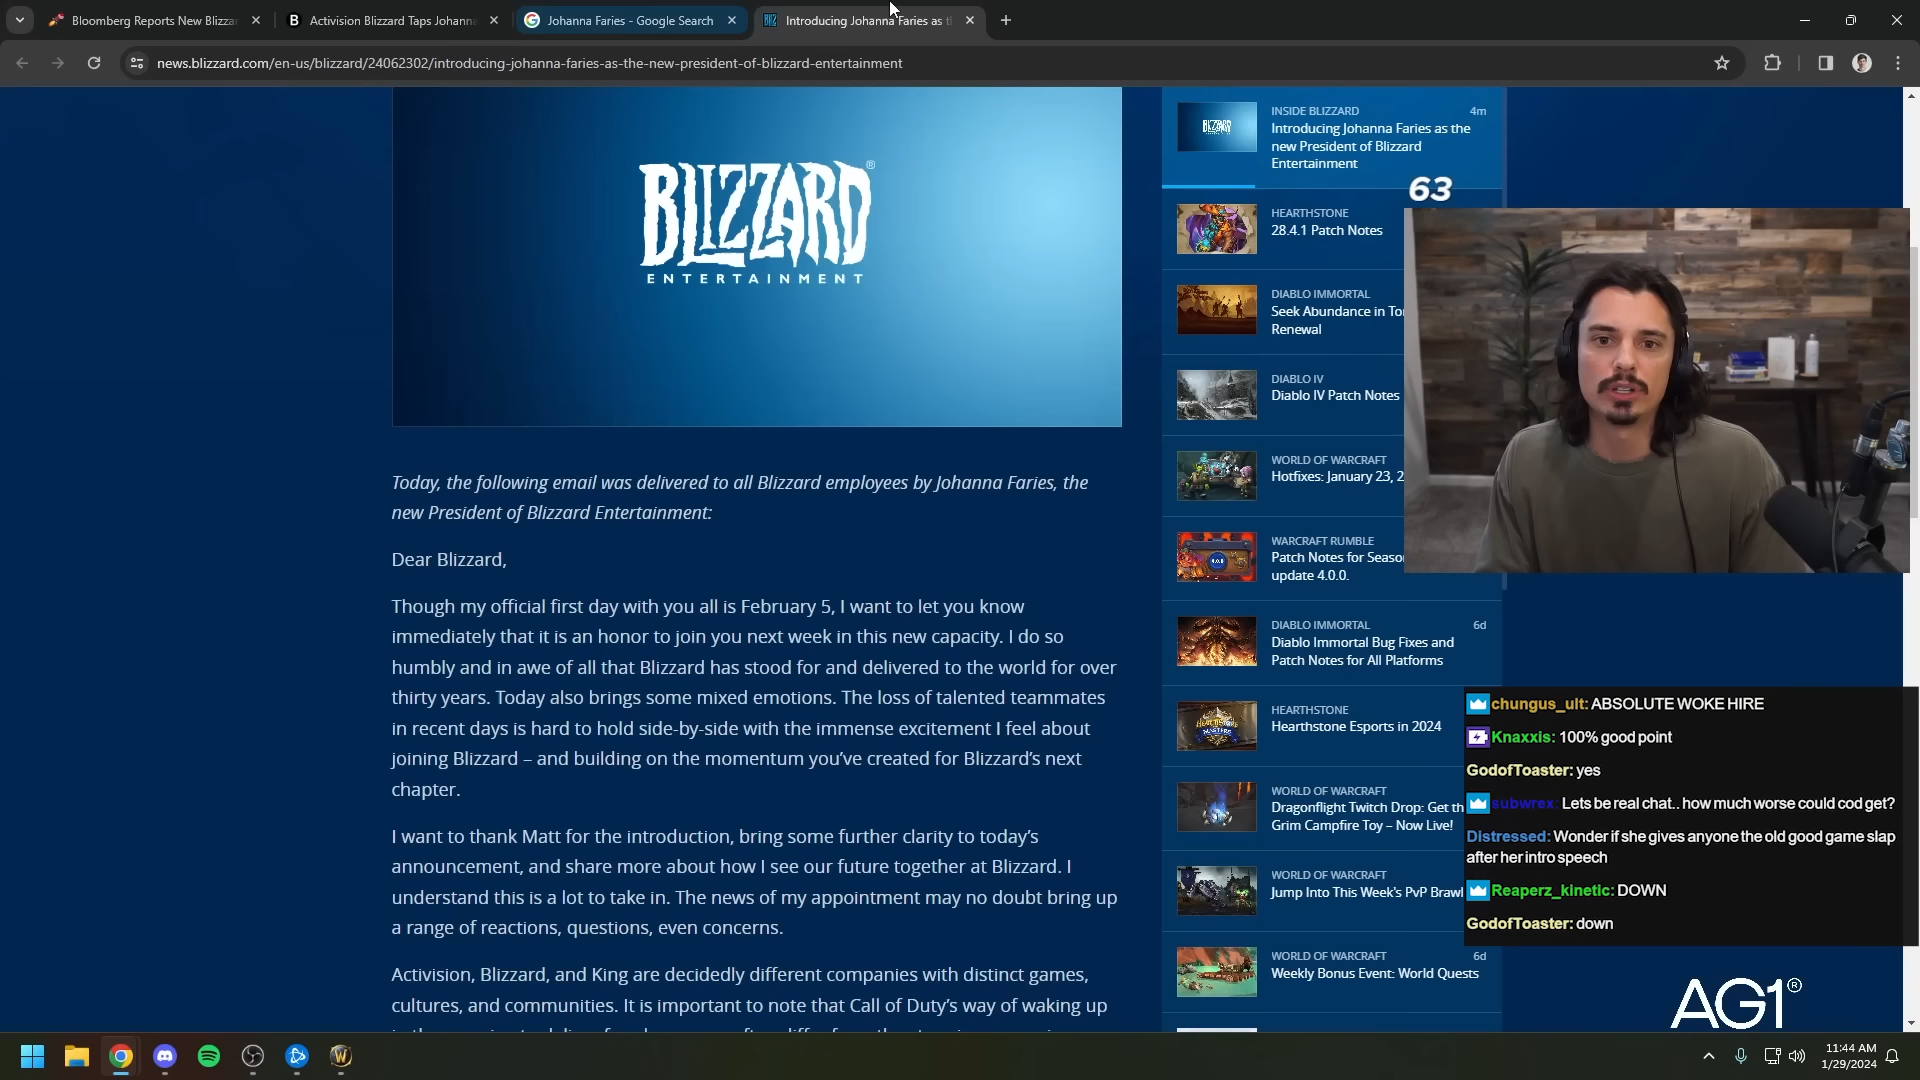 Bloomberg Reports New Blizza
Activision Blizzard Taps Johann
Johanna Faries - Google Search
Introducing Johanna Faries as t
news.blizzard.com/en-us/blizzard/24062302/introducing-johanna-faries-as-the-new-president-of-blizzard-entertainment
BLIZZARD®
ENTERTAINMENT
Today, the following email was delivered to all Blizzard employees by Johanna Faries, the
new President of Blizzard Entertainment:
Dear Blizzard,
Though my official first day with you all is February 5, I want to let you know
immediately that it is an honor to join you next week in this new capacity. I do so
humbly and in awe of all that Blizzard has stood for and delivered to the world for over
thirty years. Today also brings some mixed emotions. The loss of talented teammates
in recent days is hard to hold side-by-side with the immense excitement I feel about
joining Blizzard – and building on the momentum you’ve created for Blizzard’s next
chapter.
I want to thank Matt for the introduction, bring some further clarity to today’s
announcement, and share more about how I see our future together at Blizzard. I
understand this is a lot to take in. The news of my appointment may no doubt bring up
a range of reactions, questions, even concerns.
Activision, Blizzard, and King are decidedly different companies with distinct games,
cultures, and communities. It is important to note that Call of Duty’s way of waking up
INSIDE BLIZZARD 4m
Introducing Johanna Faries as the
new President of Blizzard
Entertainment
63
HEARTHSTONE
28.4.1 Patch Notes
DIABLO IMMORTAL
Seek Abundance in To
Renewal
DIABLO IV
Diablo IV Patch Notes
WORLD OF WARCRAFT
Hotfixes: January 23, 2
WARCRAFT RUMBLE
Patch Notes for Seaso
update 4.0.0.
DIABLO IMMORTAL 6d
Diablo Immortal Bug Fixes and
Patch Notes for All Platforms
HEARTHSTONE
Hearthstone Esports in 2024
WORLD OF WARCRAFT
Dragonflight Twitch Drop: Get th
Grim Campfire Toy – Now Live!
WORLD OF WARCRAFT
Jump Into This Week's PvP Brawl
WORLD OF WARCRAFT 6d
Weekly Bonus Event: World Quests
chungus_ult: ABSOLUTE WOKE HIRE
Knaxxis: 100% good point
GodofToaster: yes
subwrex: Lets be real chat.. how much worse could cod get?
Distressed: Wonder if she gives anyone the old good game slap
after her intro speech
Reaperz_kinetic: DOWN
GodofToaster: down
AG1®
11:44 AM
1/29/2024